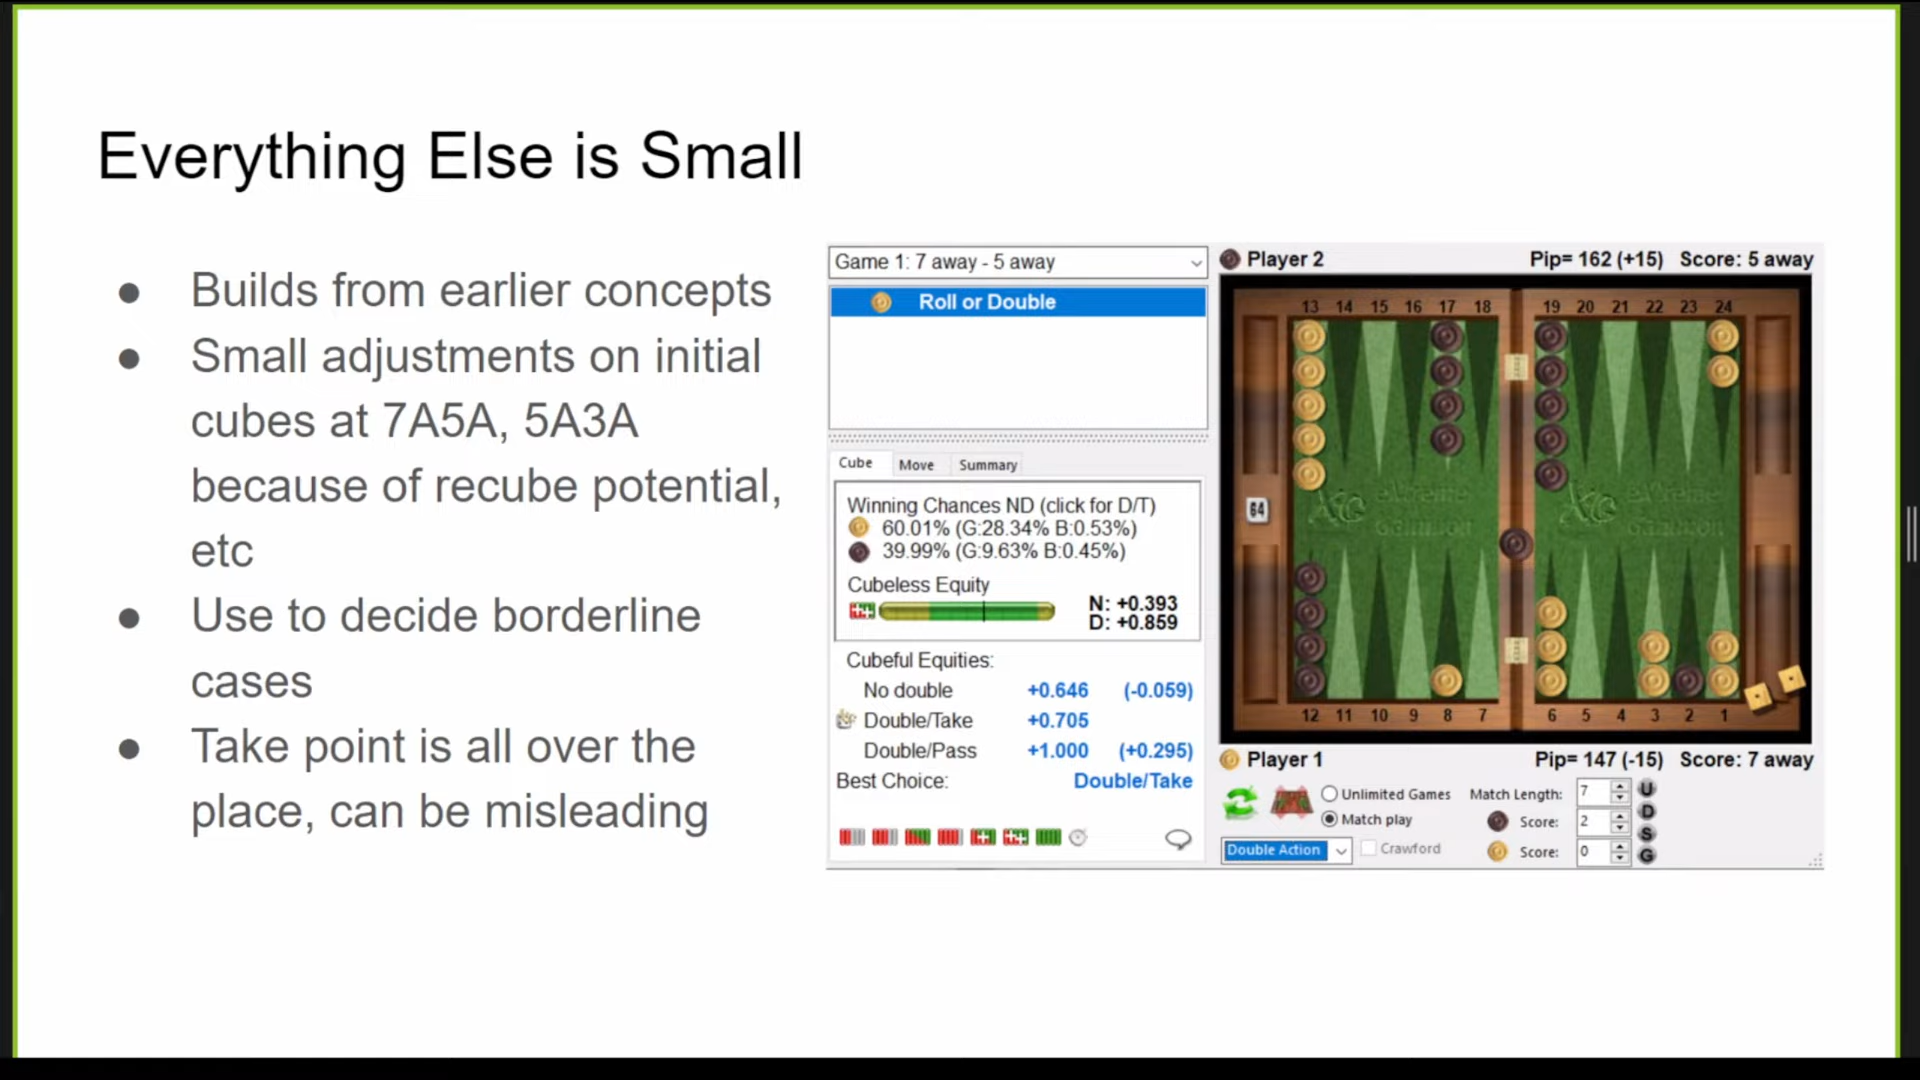 Everything Else is Small
● Builds from earlier concepts
● Small adjustments on initial
cubes at 7A5A, 5A3A
because of recube potential,
etc
● Use to decide borderline
cases
● Take point is all over the
place, can be misleading
Game 1: 7 away - 5 away
Roll or Double
Cube Move Summary
Winning Chances ND (click for D/T)
60.01% (G:28.34% B:0.53%)
39.99% (G:9.63% B:0.45%)
Cubeless Equity
N: +0.393
D: +0.859
Cubeful Equities:
No double +0.646 (-0.059)
Double/Take +0.705
Double/Pass +1.000 (+0.295)
Best Choice: Double/Take
Player 2 Pip= 162 (+15) Score: 5 away
13 14 15 16 17 18 19 20 21 22 23 24
64
XG eXtreme Gammon XG eXtreme Gammon
12 11 10 9 8 7 6 5 4 3 2 1
Player 1 Pip= 147 (-15) Score: 7 away
Unlimited Games Match Length: 7 U
Match play Score: 2 D
S
Double Action Crawford Score: 0 G